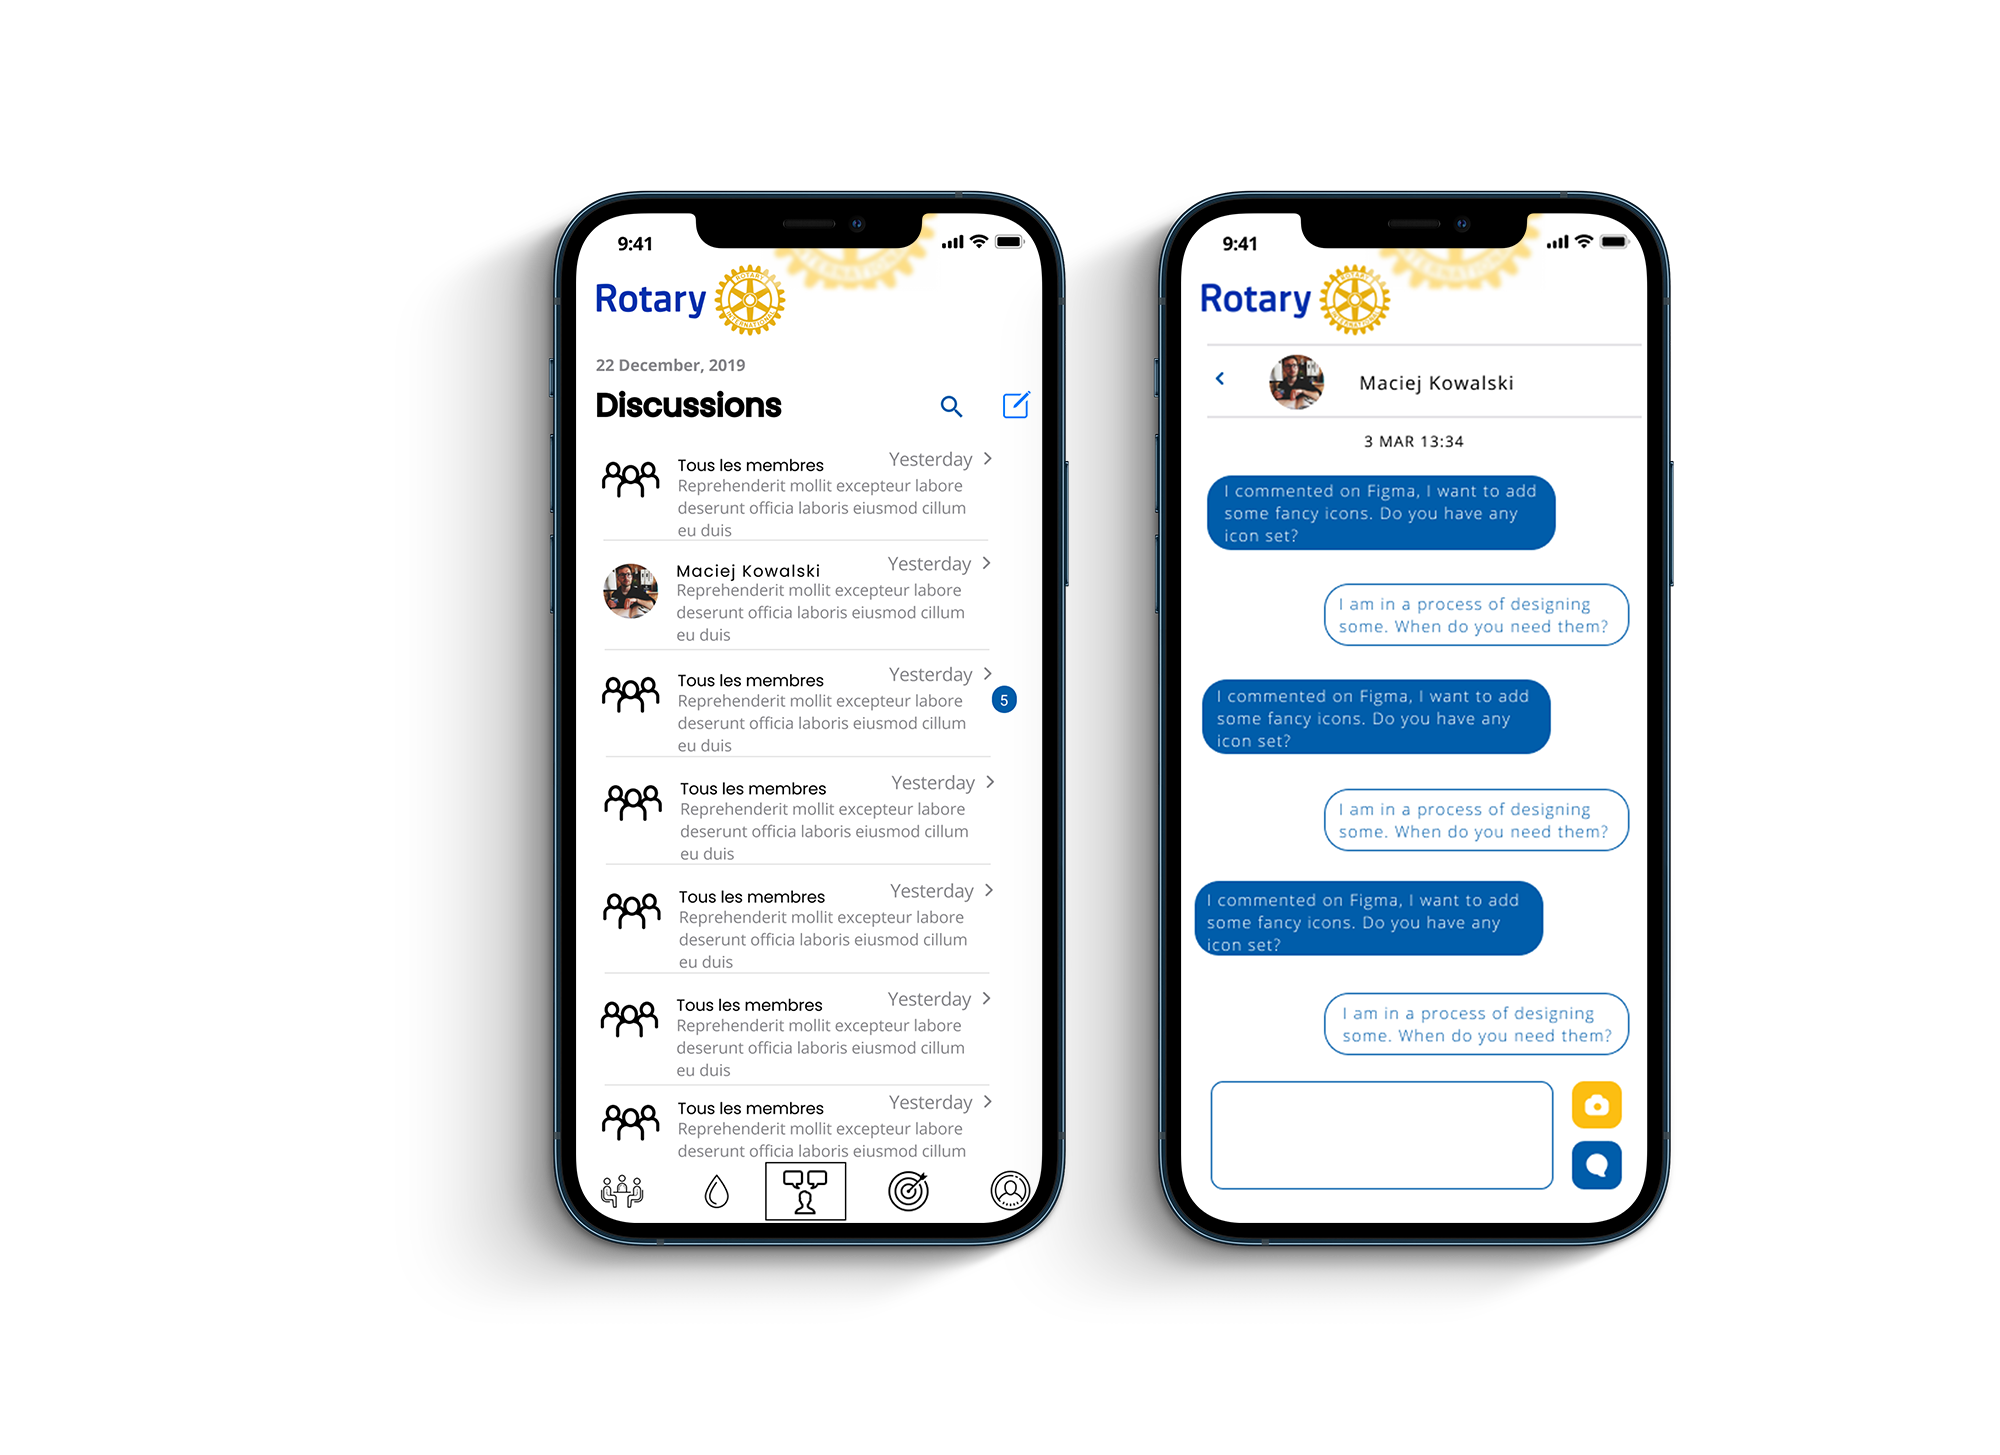 9:41
Rotary
ROTARY
INTERNATIONAL
INTERNATIONAL
22 December, 2019
Discussions
Tous les membres
Yesterday
Reprehenderit mollit excepteur labore
deserunt officia laboris eiusmod cillum
eu duis
Maciej Kowalski
Yesterday
Reprehenderit mollit excepteur labore
deserunt officia laboris eiusmod cillum
eu duis
Tous les membres
Yesterday
Reprehenderit mollit excepteur labore
deserunt officia laboris eiusmod cillum
eu duis
5
Tous les membres
Yesterday
Reprehenderit mollit excepteur labore
deserunt officia laboris eiusmod cillum
eu duis
Tous les membres
Yesterday
Reprehenderit mollit excepteur labore
deserunt officia laboris eiusmod cillum
eu duis
Tous les membres
Yesterday
Reprehenderit mollit excepteur labore
deserunt officia laboris eiusmod cillum
eu duis
Tous les membres
Yesterday
Reprehenderit mollit excepteur labore
deserunt officia laboris eiusmod cillum
9:41
Rotary
ROTARY
INTERNATIONAL
INTERNATIONAL
Maciej Kowalski
3 MAR 13:34
I commented on Figma, I want to add
some fancy icons. Do you have any
icon set?
I am in a process of designing
some. When do you need them?
I commented on Figma, I want to add
some fancy icons. Do you have any
icon set?
I am in a process of designing
some. When do you need them?
I commented on Figma, I want to add
some fancy icons. Do you have any
icon set?
I am in a process of designing
some. When do you need them?